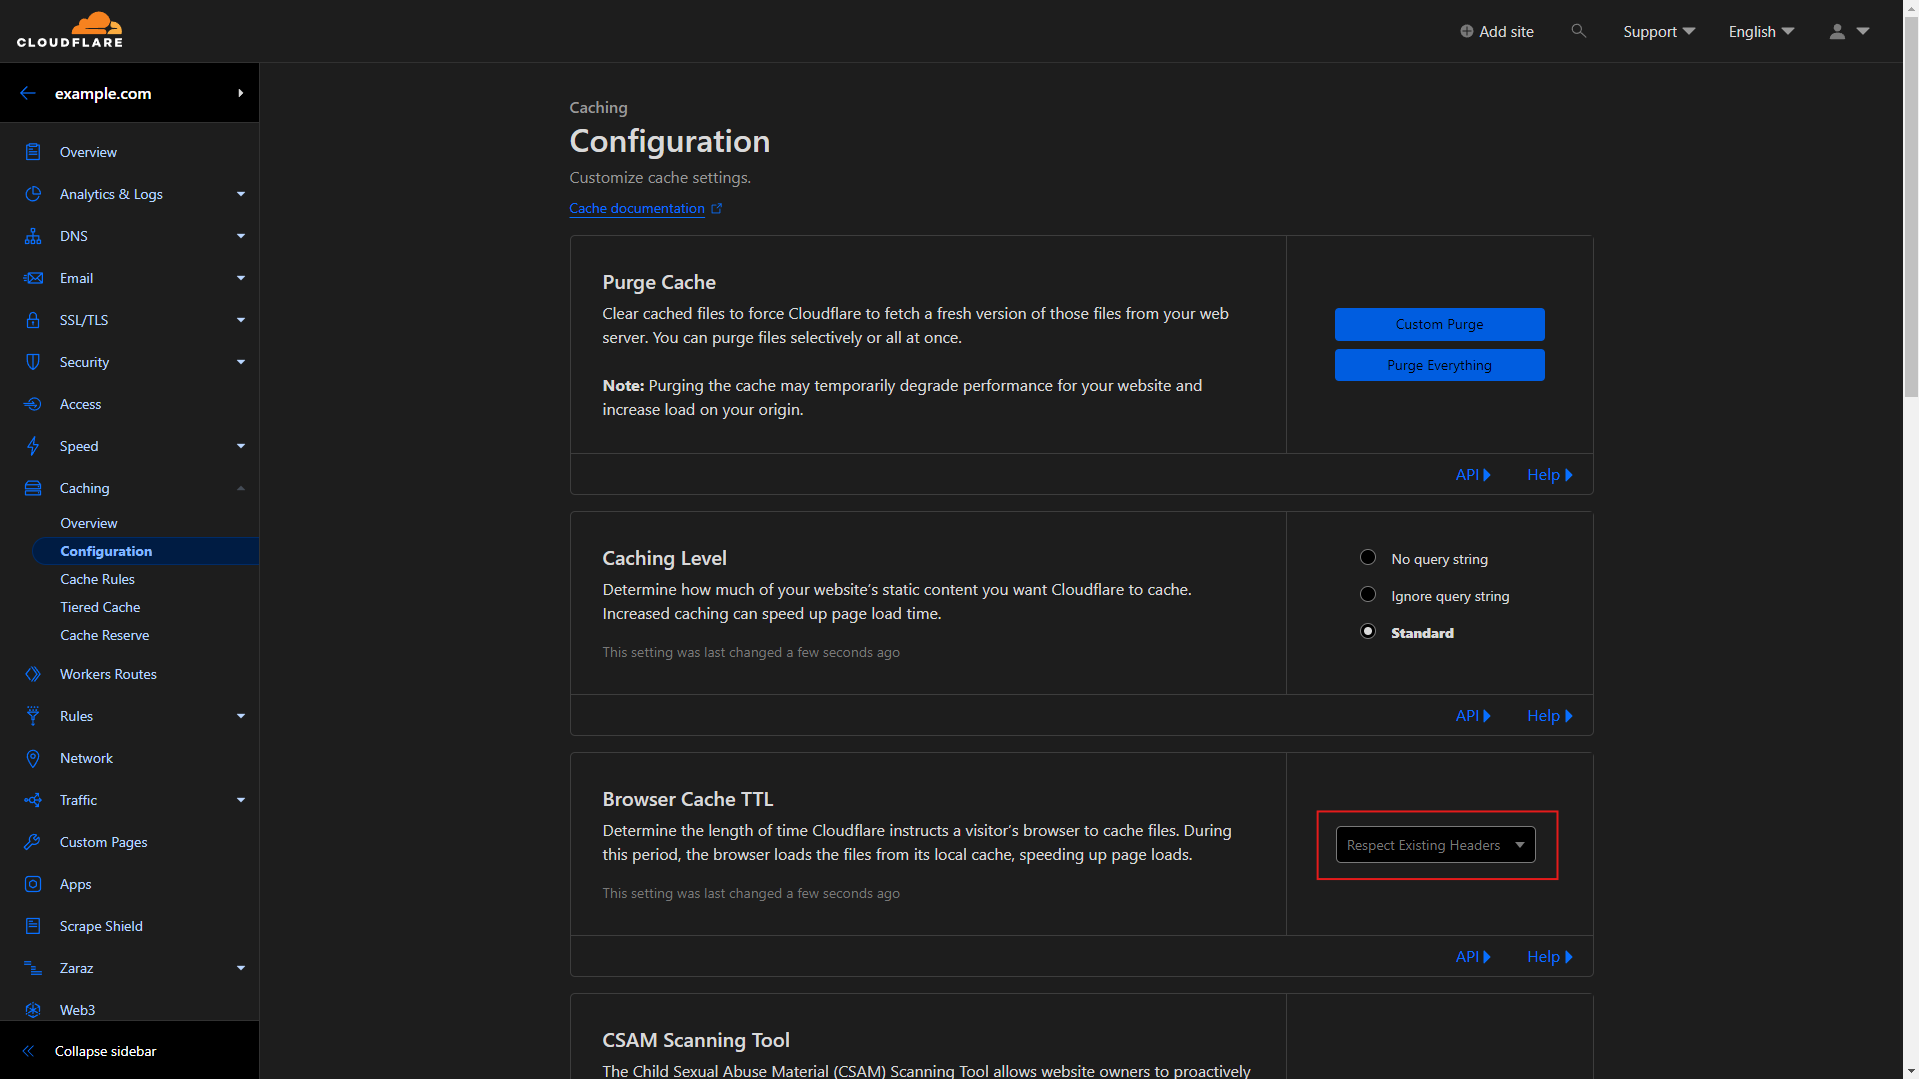 CLOUDFLARE
Add site
Support
English
example.com
Overview
Analytics & Logs
DNS
Email
SSL/TLS
Security
Access
Speed
Caching
Overview
Configuration
Cache Rules
Tiered Cache
Cache Reserve
Workers Routes
Rules
Network
Traffic
Custom Pages
Apps
Scrape Shield
Zaraz
Web3
Collapse sidebar
Caching
Configuration
Customize cache settings.
Cache documentation
Purge Cache
Clear cached files to force Cloudflare to fetch a fresh version of those files from your web
server. You can purge files selectively or all at once.
Note: Purging the cache may temporarily degrade performance for your website and
increase load on your origin.
Custom Purge
Purge Everything
API
Help
Caching Level
Determine how much of your website's static content you want Cloudflare to cache.
Increased caching can speed up page load time.
This setting was last changed a few seconds ago
No query string
Ignore query string
Standard
API
Help
Browser Cache TTL
Determine the length of time Cloudflare instructs a visitor's browser to cache files. During
this period, the browser loads the files from its local cache, speeding up page loads.
This setting was last changed a few seconds ago
Respect Existing Headers
API
Help
CSAM Scanning Tool
The Child Sexual Abuse Material (CSAM) Scanning Tool allows website owners to proactively